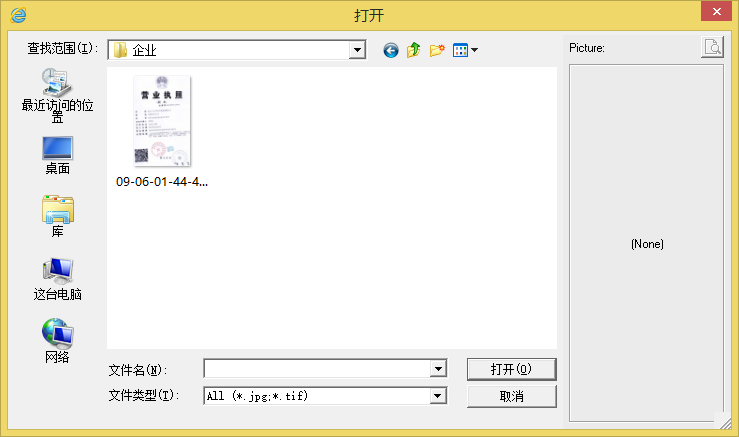 打开
查找范围(I):
企业
Picture:
最近访问的位
置
营业执照
09-06-01-44-4...
桌面
库
(None)
这台电脑
网络
文件名(N):
打开(O)
文件类型(T):
All (*.jpg;*.tif)
取消